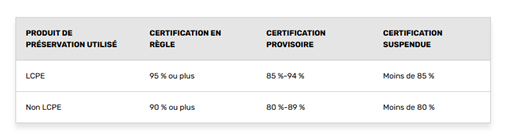 PRODUIT DE PRÉSERVATION UTILISÉ	CERTIFICATION EN RÈGLE	CERTIFICATION PROVISOIRE	CERTIFICATION SUSPENDUE
LCPE	95 % ou plus	85 %-94 %	Moins de 85 %
Non LCPE	90 % ou plus	80 %-89 %	Moins de 80 %